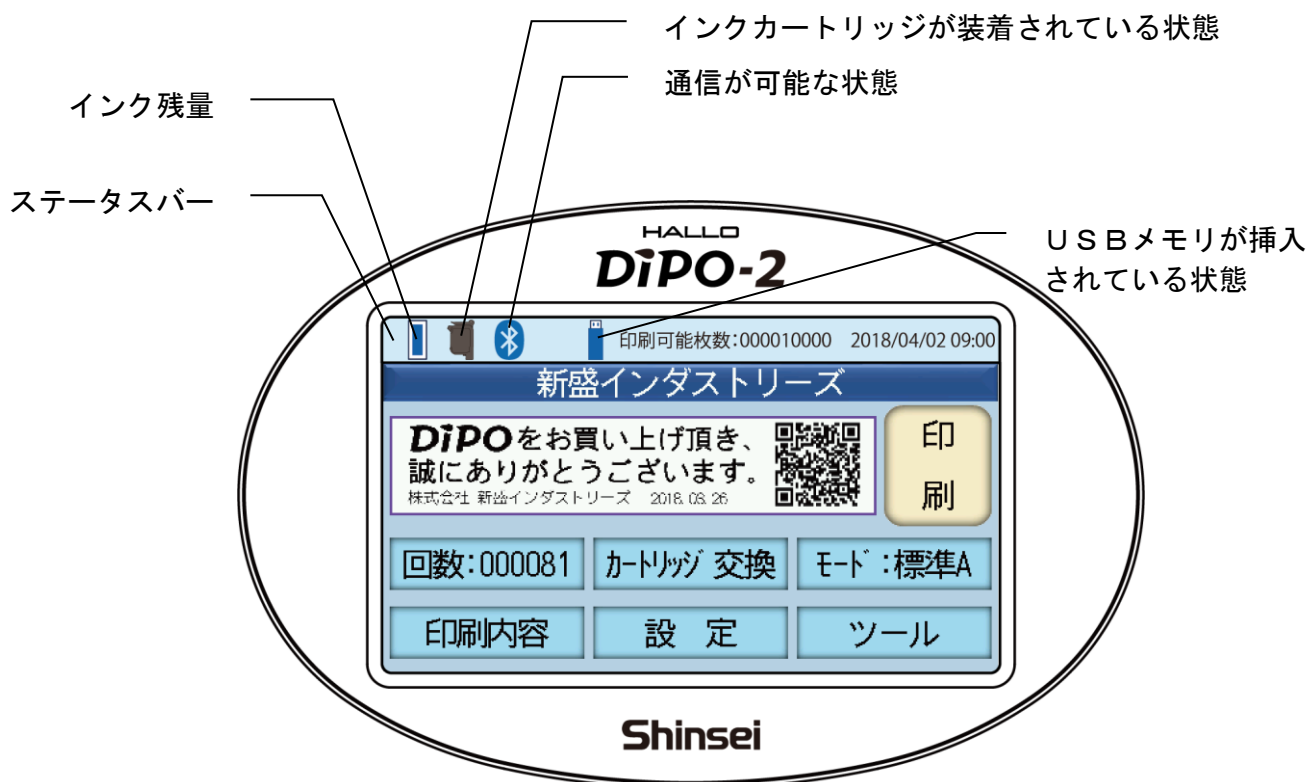 インクカートリッジが装着されている状態
通信が可能な状態
インク残量
ステータスバー
USBメモリが挿入
されている状態
HALLO
DiPO-2
印刷可能枚数:000010000 2018/04/02 09:00
新盛インダストリーズ
DiPOをお買い上げ頂き、
誠にありがとうございます。
株式会社 新盛インダストリーズ 2018.03.26
印
刷
回数:000081 カートリッジ 交換 モード:標準A
印刷内容 設 定 ツール
Shinsei